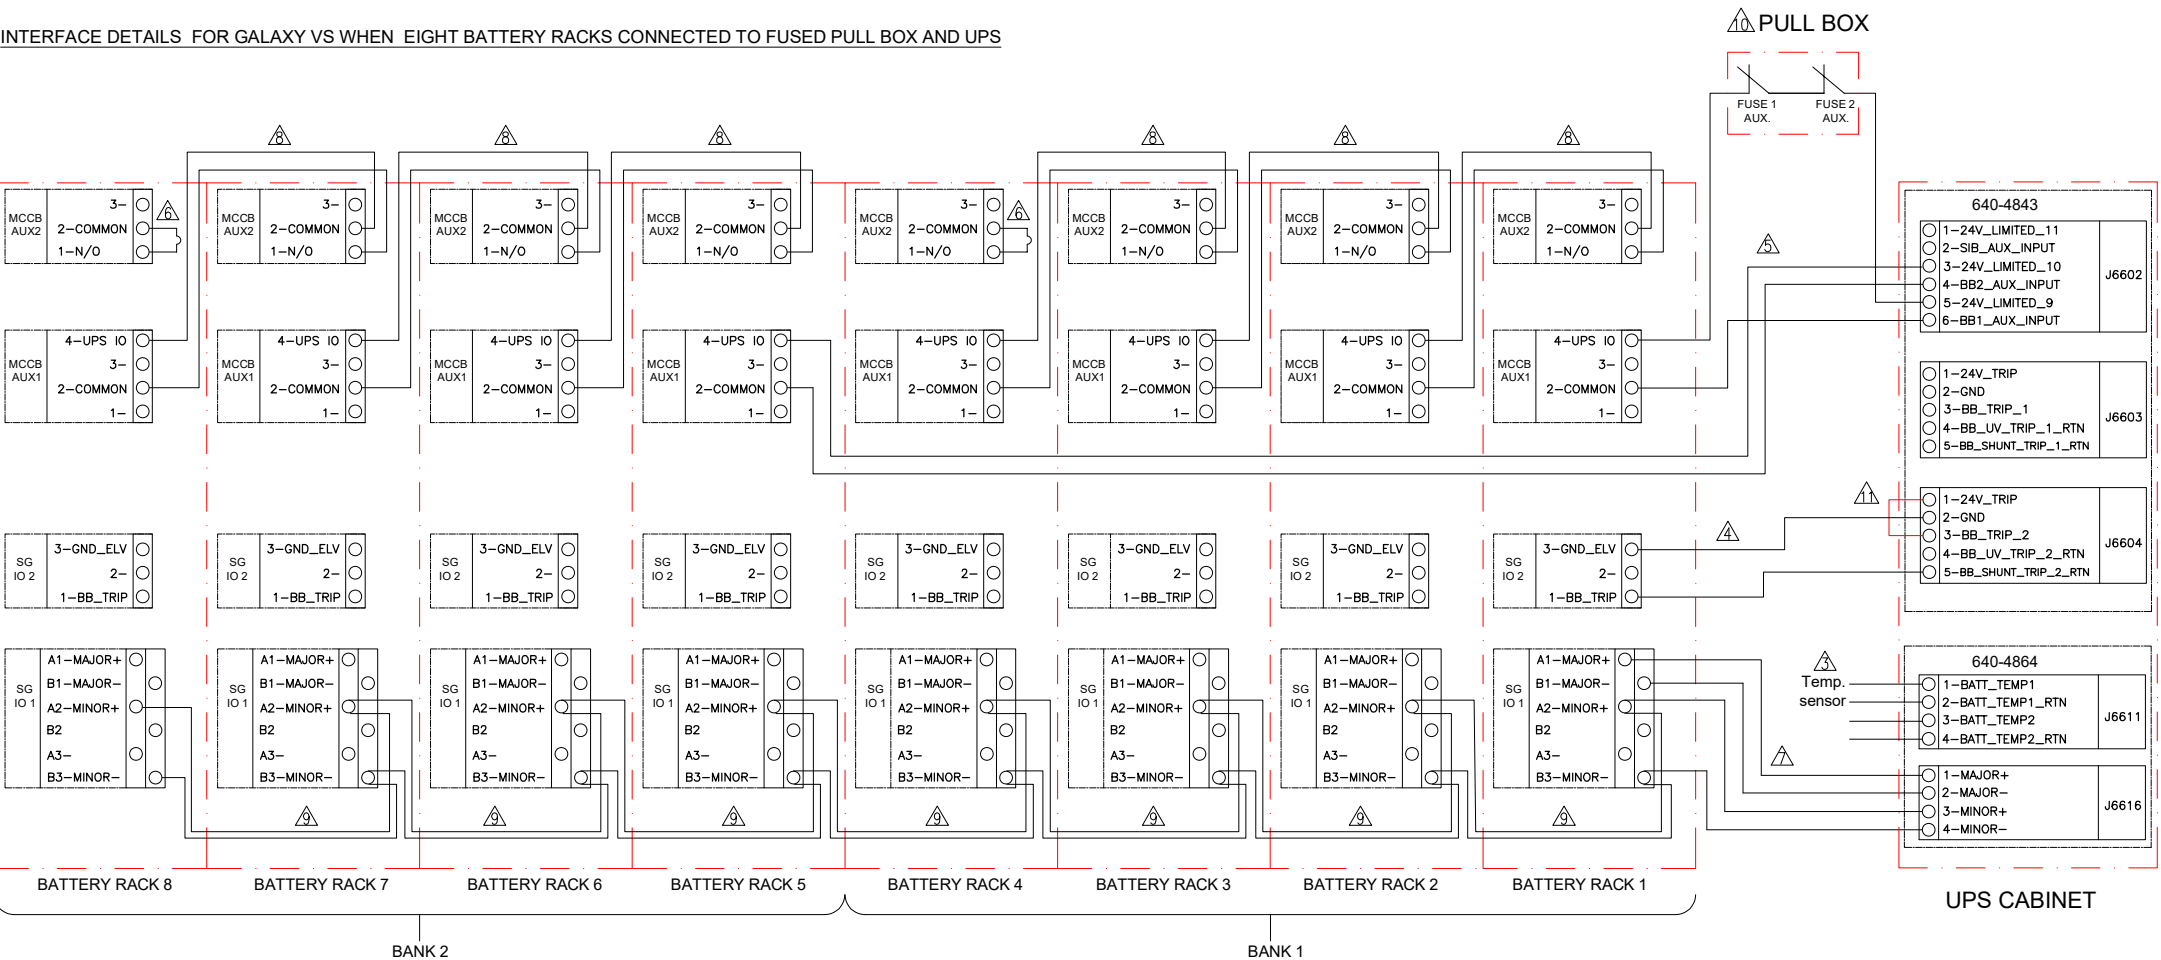 PULL BOX
10
INTERFACE DETAILS FOR GALAXY VS WHEN EIGHT BATTERY RACKS CONNECTED TO FUSED PULL BOX AND UPS
FUSE 1
AUX.
FUSE 2
AUX.
8
8
8
8
8
8
MCCB
AUX2
3-
2-COMMON
1-N/O
6
MCCB
AUX2
3-
2-COMMON
1-N/O
MCCB
AUX2
3-
2-COMMON
1-N/O
MCCB
AUX2
3-
2-COMMON
1-N/O
MCCB
AUX2
3-
2-COMMON
1-N/O
6
MCCB
AUX2
3-
2-COMMON
1-N/O
MCCB
AUX2
3-
2-COMMON
1-N/O
MCCB
AUX2
3-
2-COMMON
1-N/O
5
640-4843
1-24V_LIMITED_11
2-SIB_AUX_INPUT
3-24V_LIMITED_10
4-BB2_AUX_INPUT
5-24V_LIMITED_9
6-BB1_AUX_INPUT
J6602
MCCB
AUX1
4-UPS IO
3-
2-COMMON
1-
MCCB
AUX1
4-UPS IO
3-
2-COMMON
1-
MCCB
AUX1
4-UPS IO
3-
2-COMMON
1-
MCCB
AUX1
4-UPS IO
3-
2-COMMON
1-
MCCB
AUX1
4-UPS IO
3-
2-COMMON
1-
MCCB
AUX1
4-UPS IO
3-
2-COMMON
1-
MCCB
AUX1
4-UPS IO
3-
2-COMMON
1-
MCCB
AUX1
4-UPS IO
3-
2-COMMON
1-
1-24V_TRIP
2-GND
3-BB_TRIP_1
4-BB_UV_TRIP_1_RTN
5-BB_SHUNT_TRIP_1_RTN
J6603
SG
IO 2
3-GND_ELV
2-
1-BB_TRIP
SG
IO 2
3-GND_ELV
2-
1-BB_TRIP
SG
IO 2
3-GND_ELV
2-
1-BB_TRIP
SG
IO 2
3-GND_ELV
2-
1-BB_TRIP
SG
IO 2
3-GND_ELV
2-
1-BB_TRIP
SG
IO 2
3-GND_ELV
2-
1-BB_TRIP
SG
IO 2
3-GND_ELV
2-
1-BB_TRIP
SG
IO 2
3-GND_ELV
2-
1-BB_TRIP
4
11
1-24V_TRIP
2-GND
3-BB_TRIP_2
4-BB_UV_TRIP_2_RTN
5-BB_SHUNT_TRIP_2_RTN
J6604
SG
IO 1
A1-MAJOR+
B1-MAJOR-
A2-MINOR+
B2
A3-
B3-MINOR-
SG
IO 1
A1-MAJOR+
B1-MAJOR-
A2-MINOR+
B2
A3-
B3-MINOR-
SG
IO 1
A1-MAJOR+
B1-MAJOR-
A2-MINOR+
B2
A3-
B3-MINOR-
SG
IO 1
A1-MAJOR+
B1-MAJOR-
A2-MINOR+
B2
A3-
B3-MINOR-
SG
IO 1
A1-MAJOR+
B1-MAJOR-
A2-MINOR+
B2
A3-
B3-MINOR-
SG
IO 1
A1-MAJOR+
B1-MAJOR-
A2-MINOR+
B2
A3-
B3-MINOR-
SG
IO 1
A1-MAJOR+
B1-MAJOR-
A2-MINOR+
B2
A3-
B3-MINOR-
SG
IO 1
A1-MAJOR+
B1-MAJOR-
A2-MINOR+
B2
A3-
B3-MINOR-
3
Temp.
sensor
7
640-4864
1-BATT_TEMP1
2-BATT_TEMP1_RTN
3-BATT_TEMP2
4-BATT_TEMP2_RTN
J6611
1-MAJOR+
2-MAJOR-
3-MINOR+
4-MINOR-
J6616
9
9
9
9
9
9
9
BATTERY RACK 8
BATTERY RACK 7
BATTERY RACK 6
BATTERY RACK 5
BATTERY RACK 4
BATTERY RACK 3
BATTERY RACK 2
BATTERY RACK 1
UPS CABINET
BANK 2
BANK 1